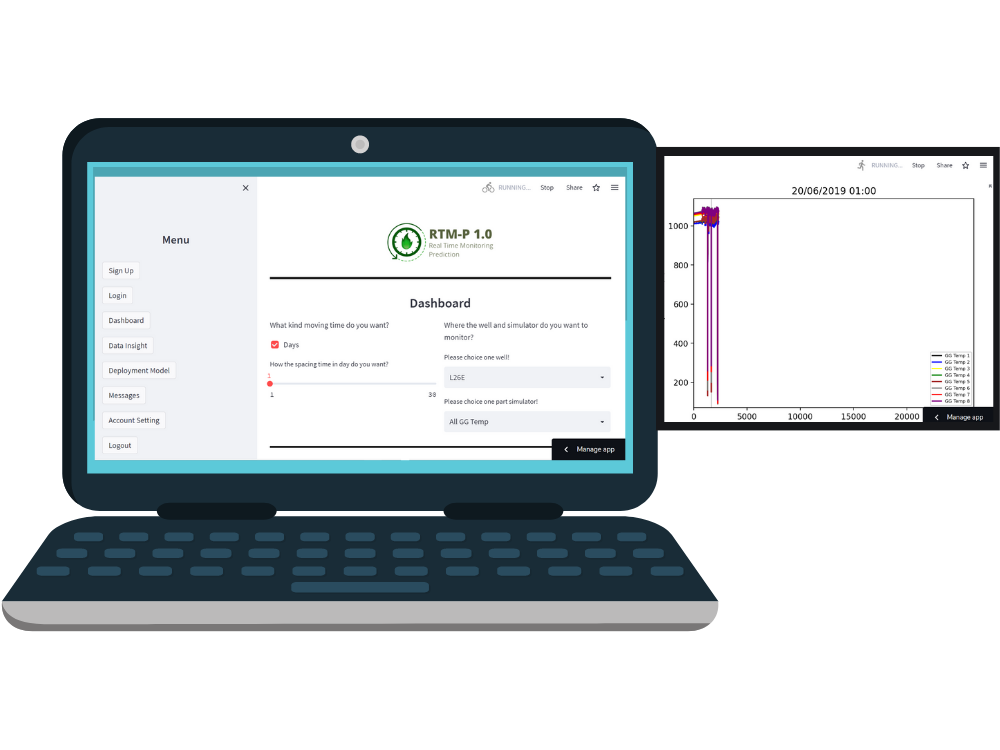 RUNNING...
Stop
Share
RTM-P 1.0
Real Time Monitoring
Prediction
Menu
Sign Up
Login
Dashboard
Data Insight
Deployment Model
Messages
Account Setting
Logout
Dashboard
What kind moving time do you want?
Days
How the spacing time in day do you want?
1
1
30
Where the well and simulator do you want to
monitor?
Please choice one well!
L26E
Please choice one part simulator!
All GG Temp
Manage app
RUNNING...
Stop
Share
20/06/2019 01:00
1000
800
600
400
200
0
5000
10000
15000
20000
GG Temp 1
GG Temp 2
GG Temp 3
GG Temp 4
GG Temp 5
GG Temp 6
GG Temp 7
GG Temp 8
Manage app